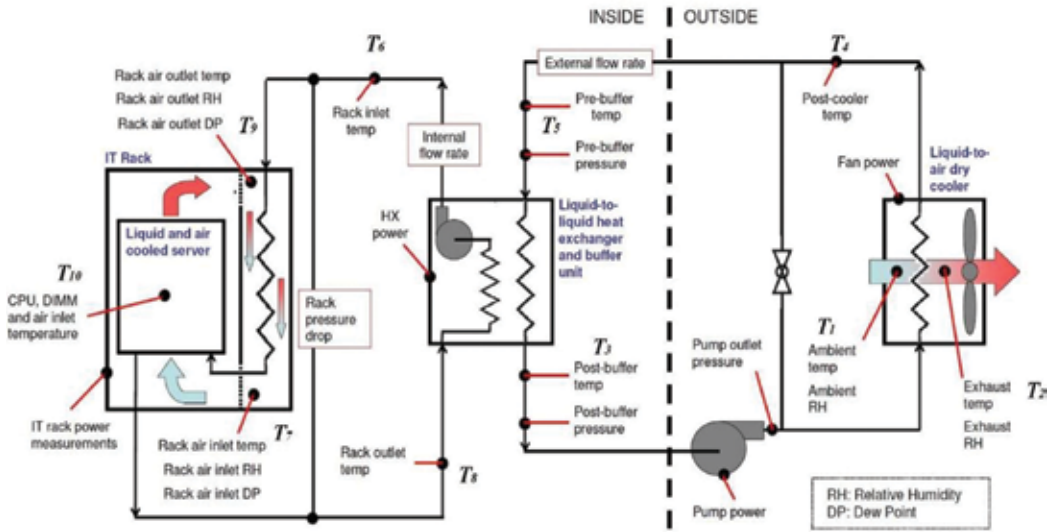 INSIDE
OUTSIDE
T6
T4
Rack air outlet temp
Rack air outlet RH
Rack air outlet DP
T9
Rack
inlet temp
External flow rate
Pre-buffer
temp
T5
Pre-buffer
pressure
Post-cooler
temp
Internal
flow rate
IT Rack
Fan power
Liquid-to-
air dry
cooler
HX
power
Liquid-to-
liquid heat
exchanger
and buffer
unit
Liquid and air
cooled server
T10
CPU, DIMM
and air inlet
temperature
Rack
pressure
drop
T3
Post-buffer
temp
Post-buffer
pressure
Pump outlet
pressure
T1
Ambient
temp
Ambient
RH
Exhaust
temp
Exhaust
RH
T2
IT rack power
measurements
T7
Rack air inlet temp
Rack air inlet RH
Rack air inlet DP
Rack outlet
temp
T8
Pump power
RH: Relative Humidity
DP: Dew Point